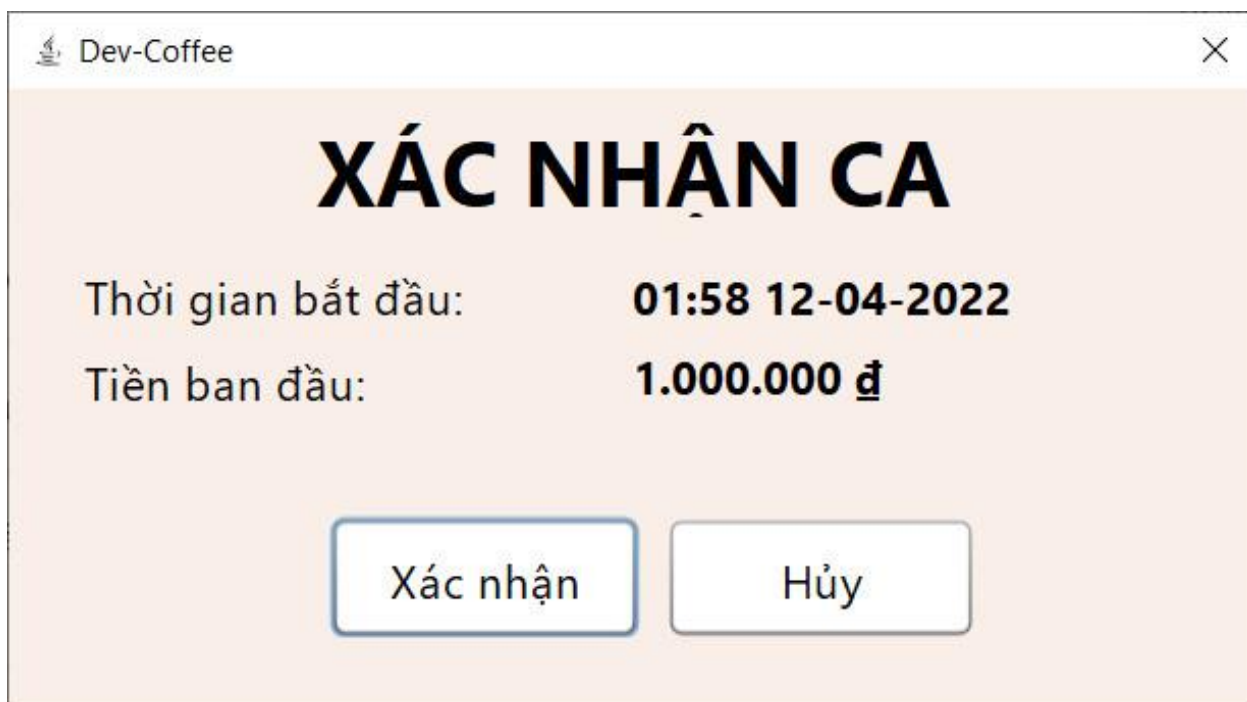 Dev-Coffee
XÁC NHẬN CA
Thời gian bắt đầu: 01:58 12-04-2022
Tiền ban đầu: 1.000.000 ₫
Xác nhận Hủy